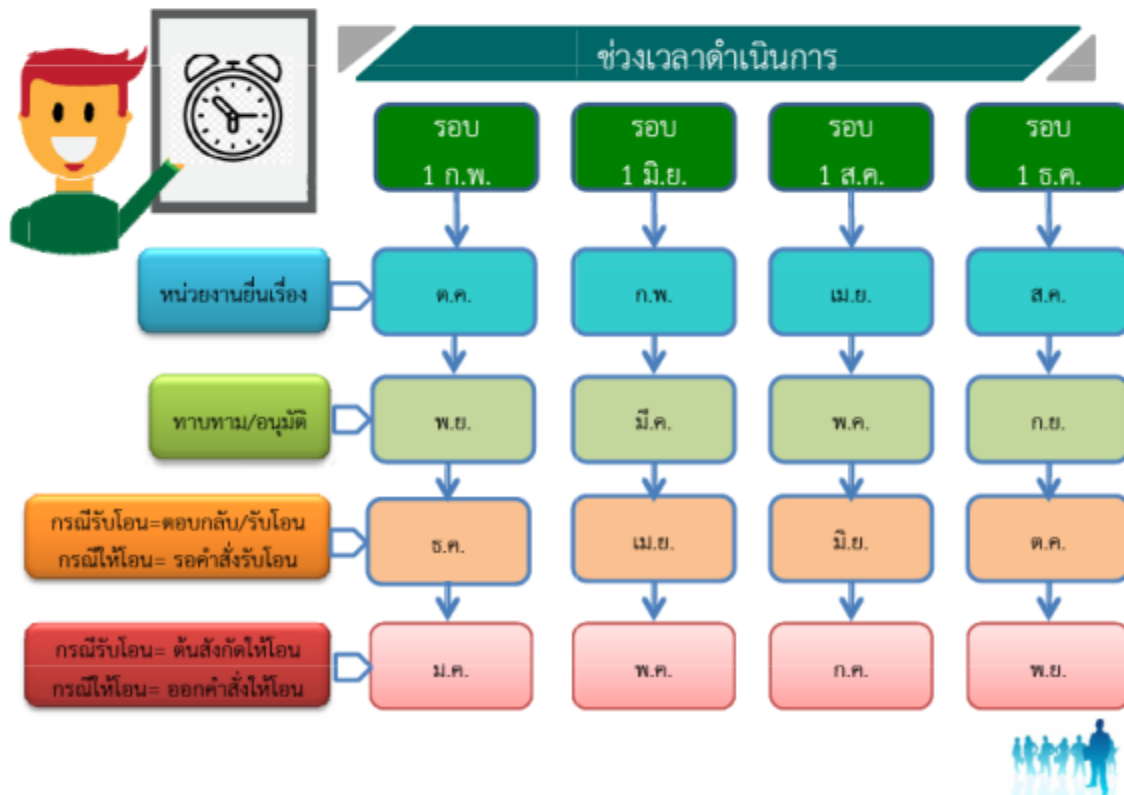 ช่วงเวลาดำเนินการ
รอบ
1 ก.พ.
รอบ
1 มิ.ย.
รอบ
1 ส.ค.
รอบ
1 ธ.ค.
หน่วยงานยื่นเรื่อง
ต.ค.
ก.พ.
เม.ย.
ส.ค.
ทาบทาม/อนุมัติ
พ.ย.
มี.ค.
พ.ค.
ก.ย.
กรณีรับโอน=ตอบกลับ/รับโอน
กรณีให้โอน= รอคำสั่งรับโอน
ธ.ค.
เม.ย.
มิ.ย.
ต.ค.
กรณีรับโอน= ต้นสังกัดให้โอน
กรณีให้โอน= ออกคำสั่งให้โอน
ม.ค.
พ.ค.
ก.ค.
พ.ย.